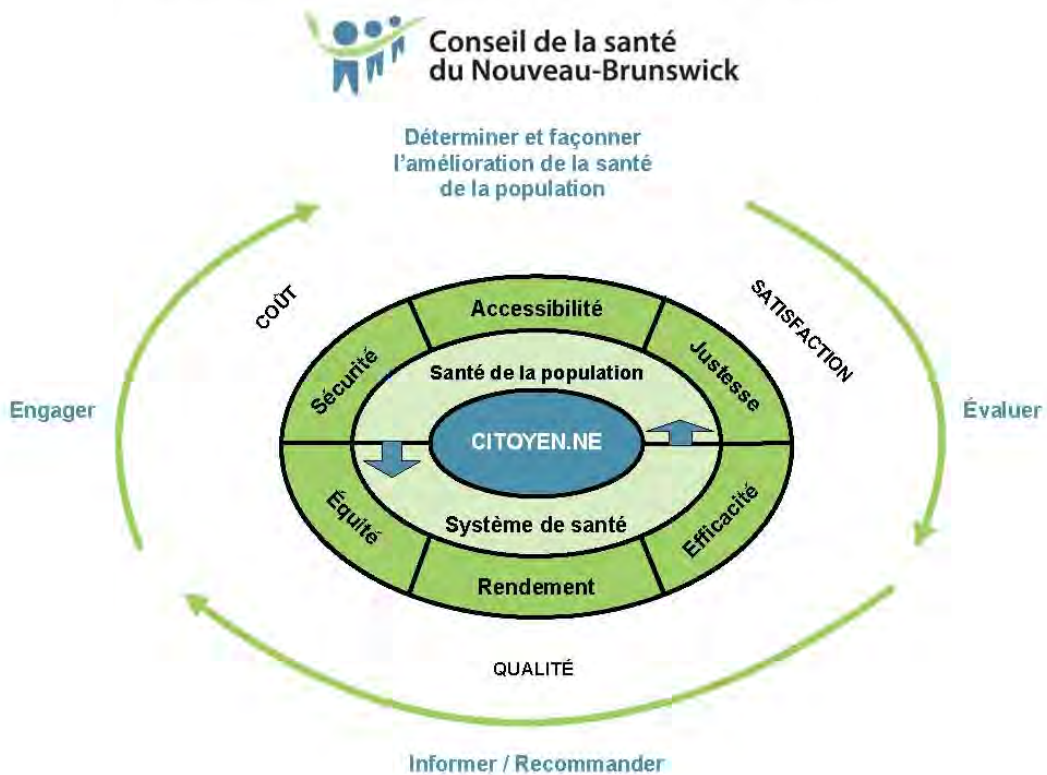 Conseil de la santé
du Nouveau-Brunswick
Déterminer et façonner
l'amélioration de la santé
de la population
COÛT
SATISFACTION
Accessibilité
Sécurité
Justesse
Santé de la population
Engager
Évaluer
CITOYEN.NE
Équité
Système de santé
Efficacité
Rendement
QUALITÉ
Informer / Recommander